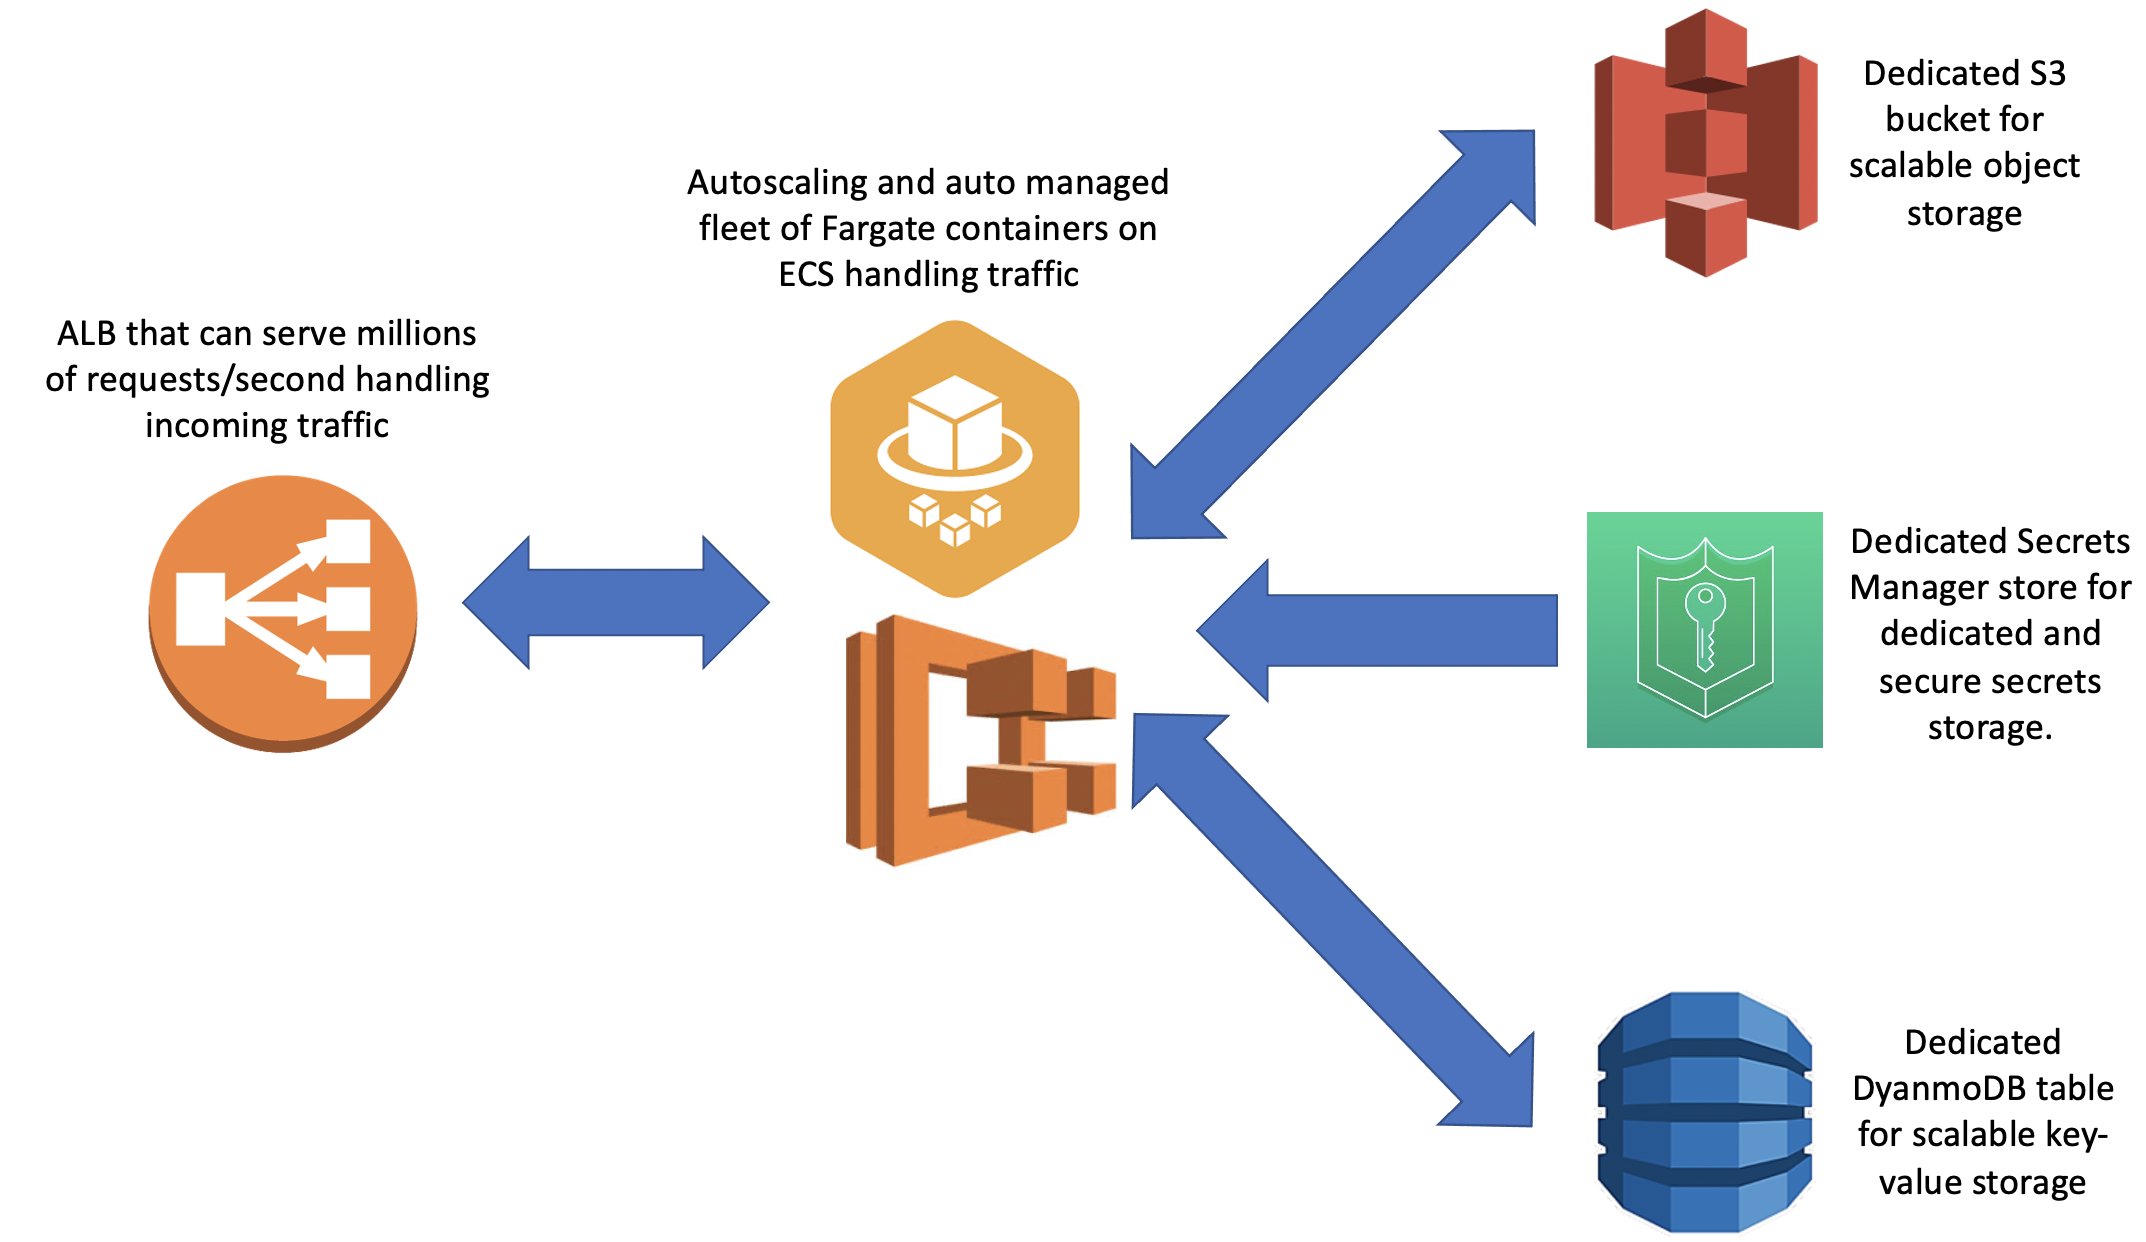 ALB that can serve millions
of requests/second handling
incoming traffic
Autoscaling and auto managed
fleet of Fargate containers on
ECS handling traffic
Dedicated S3
bucket for
scalable object
storage
Dedicated Secrets
Manager store for
dedicated and
secure secrets
storage.
Dedicated
DyanmoDB table
for scalable key-
value storage